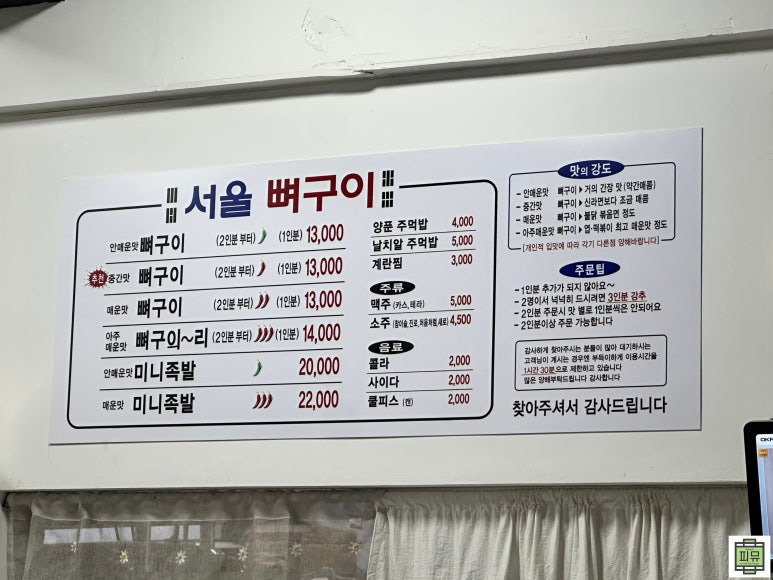 서울 뼈구이
안매운맛 뼈구이 (2인분 부터) (1인분) 13,000
추천 중간맛 뼈구이 (2인분 부터) (1인분) 13,000
매운맛 뼈구이 (2인분 부터) (1인분) 13,000
아주 매운맛 뼈구의~리 (2인분 부터) (1인분) 14,000
안매운맛 미니족발 20,000
매운맛 미니족발 22,000
양푼 주먹밥 4,000
날치알 주먹밥 5,000
계란찜 3,000
주류
맥주 (카스, 테라) 5,000
소주 (참이슬, 진로, 처음처럼, 새로) 4,500
음료
콜라 2,000
사이다 2,000
쿨피스 (캔) 2,000
맛의 강도
- 안매운맛 뼈구이 ▶ 거의 간장 맛 (약간매콤)
- 중간맛 뼈구이 ▶ 신라면보다 조금 매콤
- 매운맛 뼈구이 ▶ 불닭 볶음면 정도
- 아주매운맛 뼈구이 ▶ 엽•떡볶이 최고 매운맛 정도
[개인적 입맛에 따라 각기 다른점 양해바랍니다]
주문팁
- 1인분 추가가 되지 않아요~
- 2명이서 넉넉히 드시려면 3인분 강추
- 2인분 주문시 맛 별로 1인분씩은 안되어요
- 2인분이상 주문 가능합니다
감사하게 찾아주시는 분들이 많아 대기하시는
고객님이 계시는 경우엔 부득이하게 이용시간을
1시간 30분으로 제한하고 있습니다
많은 양해부탁드립니다 감사합니다
찾아주셔서 감사드립니다
피뮤